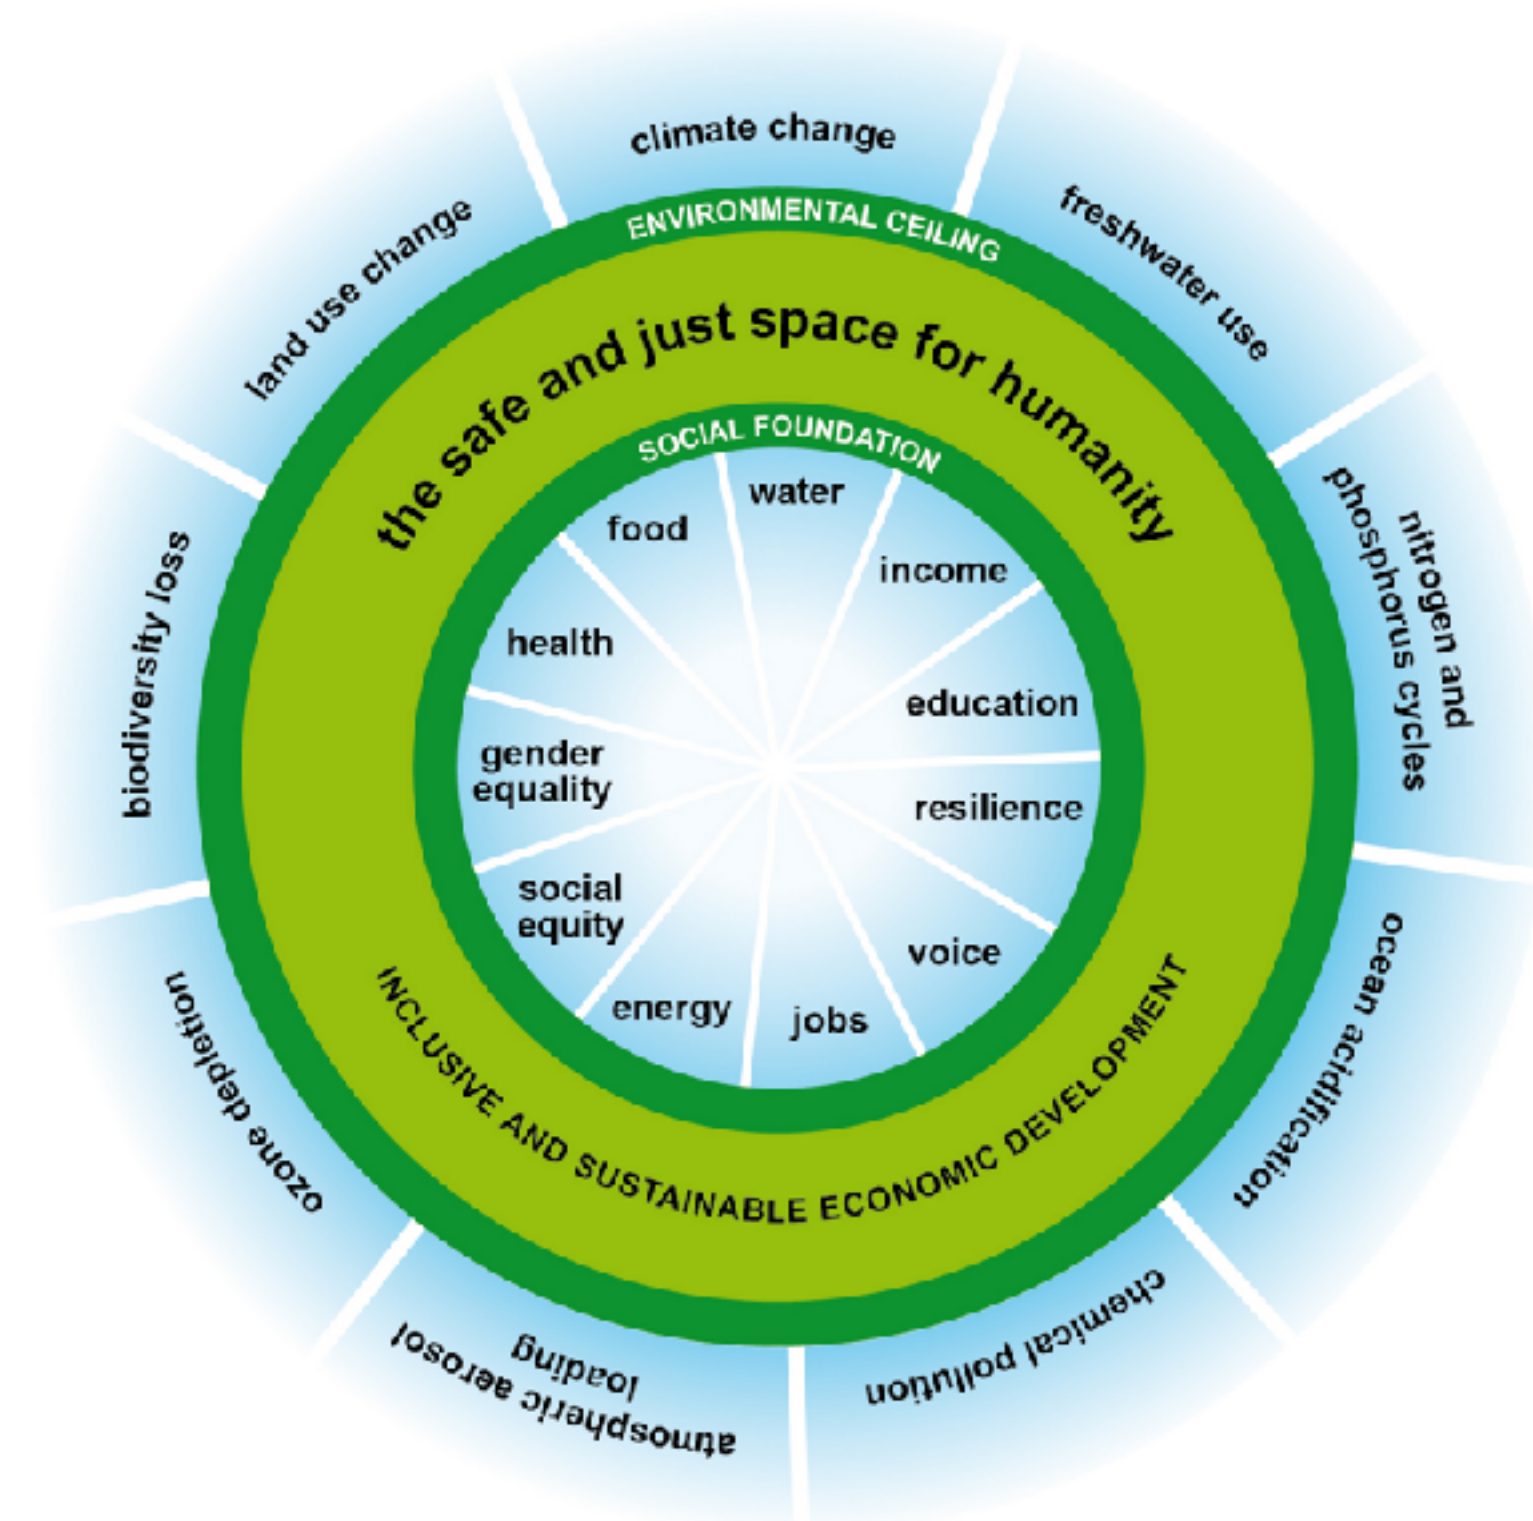 climate change
freshwater use
nitrogen and
phosphorus cycles
ocean acidification
chemical pollution
atmospheric aerosol
loading
ozone depletion
biodiversity loss
land use change
ENVIRONMENTAL CEILING
the safe and just space for humanity
SOCIAL FOUNDATION
water
income
education
resilience
voice
jobs
energy
social
equity
gender
equality
health
food
INCLUSIVE AND SUSTAINABLE ECONOMIC DEVELOPMENT